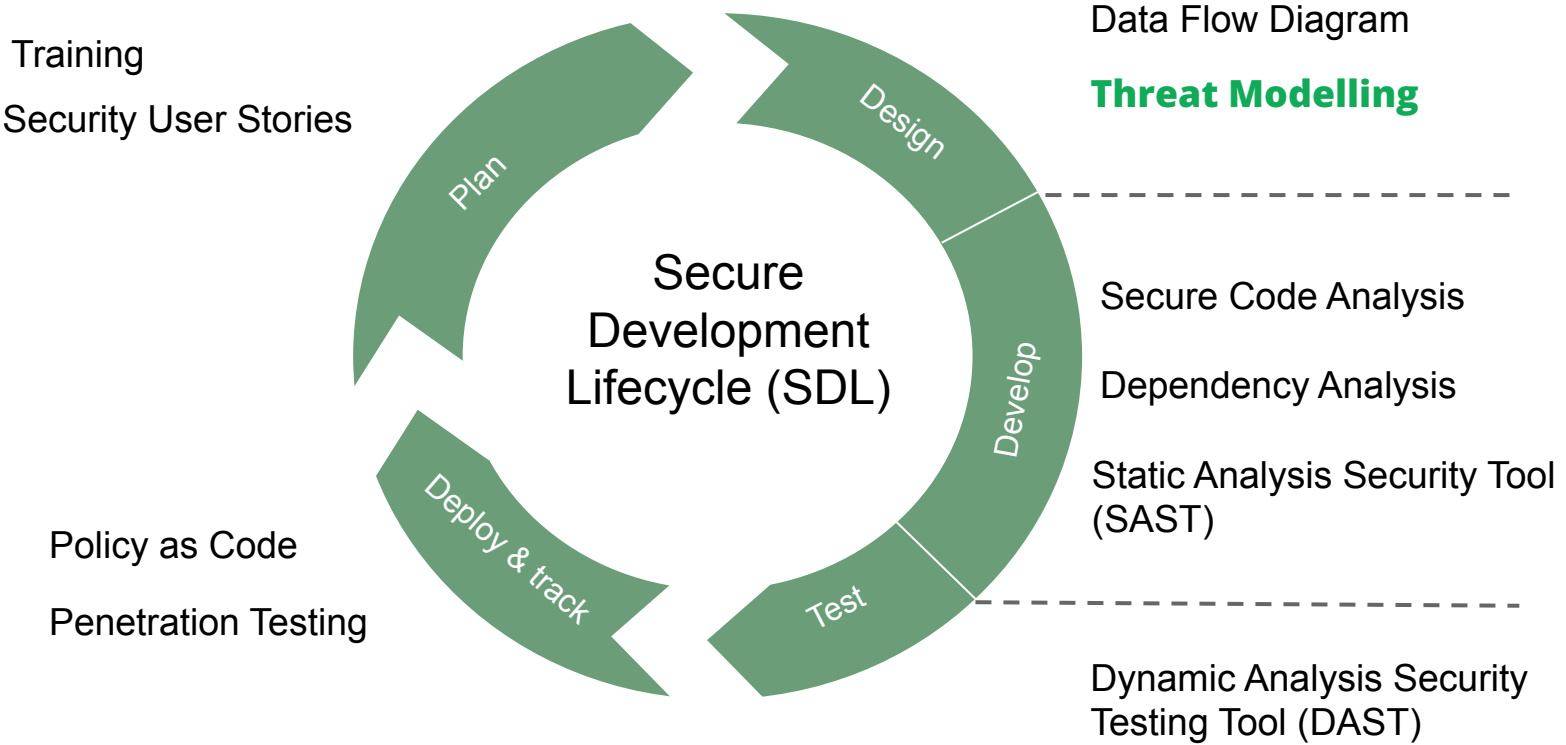 Training
Security User Stories
Plan
Design
Data Flow Diagram
Threat Modelling
Secure
Development
Lifecycle (SDL)
Develop
Secure Code Analysis
Dependency Analysis
Static Analysis Security Tool
(SAST)
Test
Dynamic Analysis Security
Testing Tool (DAST)
Deploy & track
Policy as Code
Penetration Testing